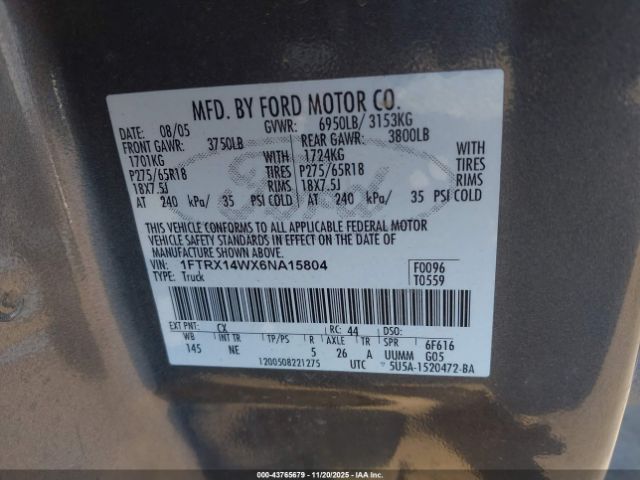 MFD. BY FORD MOTOR CO.
DATE: 08/05 GVWR: 6950LB/ 3153KG
FRONT GAWR: 3750LB REAR GAWR: 3800LB
1701KG WITH 1724KG WITH
P275/65R18 TIRES P275/65R18 TIRES
18X7.5J RIMS 18X7.5J RIMS
AT 240 kPa/ 35 PSI COLD AT 240 kPa/ 35 PSI COLD
THIS VEHICLE CONFORMS TO ALL APPLICABLE FEDERAL MOTOR
VEHICLE SAFETY STANDARDS IN EFFECT ON THE DATE OF
MANUFACTURE SHOWN ABOVE.
VIN: 1FTRX14WX6NA15804 F0096
TYPE: Truck T0559
EXT PNT: CX RC: 44 DSO:
WB INT TR TP/PS R AXLE TR SPR 6F616
145 NE 5 26 A UUMM G05
1200508221275 UTC 5U5A-1520472-BA
Ford
00-43765679 - 11/20/2025 - IAAI.COM